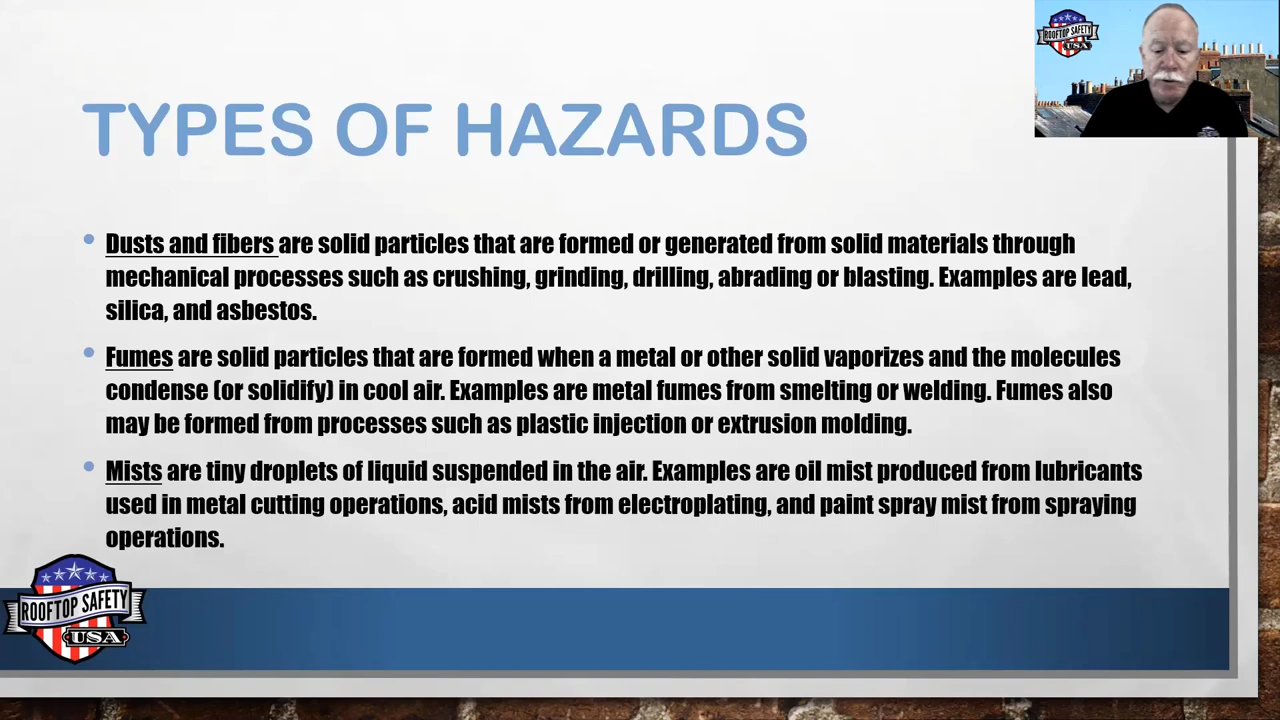 ROOFTOP SAFETY
USA
TYPES OF HAZARDS
• Dusts and fibers are solid particles that are formed or generated from solid materials through
mechanical processes such as crushing, grinding, drilling, abrading or blasting. Examples are lead,
silica, and asbestos.
• Fumes are solid particles that are formed when a metal or other solid vaporizes and the molecules
condense (or solidify) in cool air. Examples are metal fumes from smelting or welding. Fumes also
may be formed from processes such as plastic injection or extrusion molding.
• Mists are tiny droplets of liquid suspended in the air. Examples are oil mist produced from lubricants
used in metal cutting operations, acid mists from electroplating, and paint spray mist from spraying
operations.
ROOFTOP SAFETY
USA